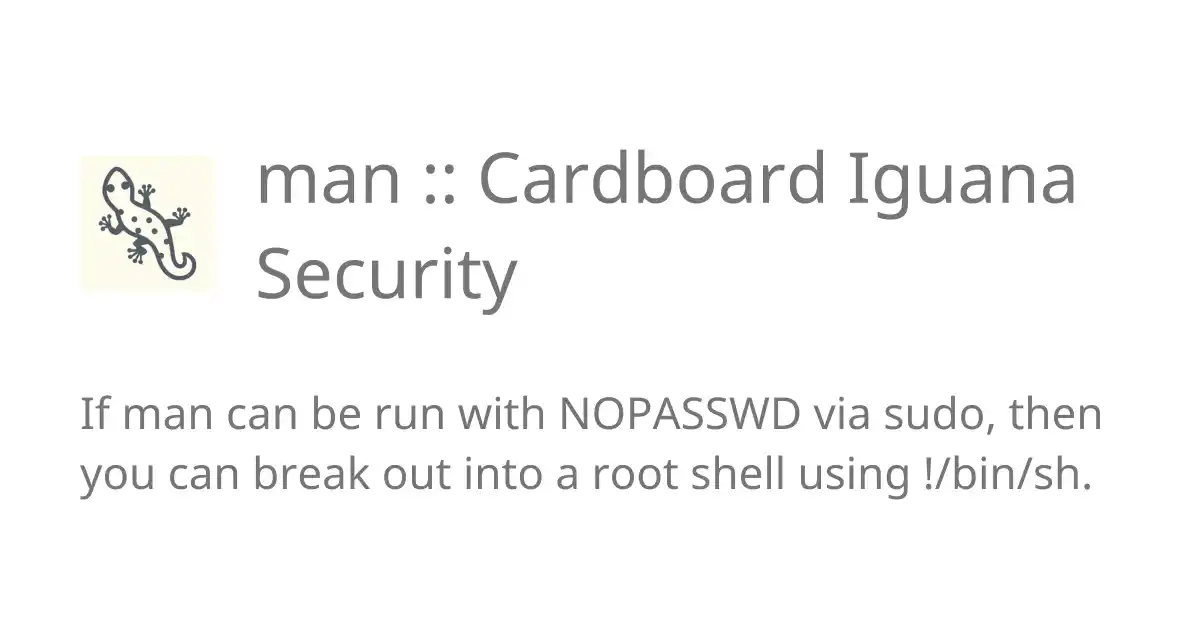 man :: Cardboard Iguana
Security
If man can be run with NOPASSWD via sudo, then
you can break out into a root shell using !/bin/sh.